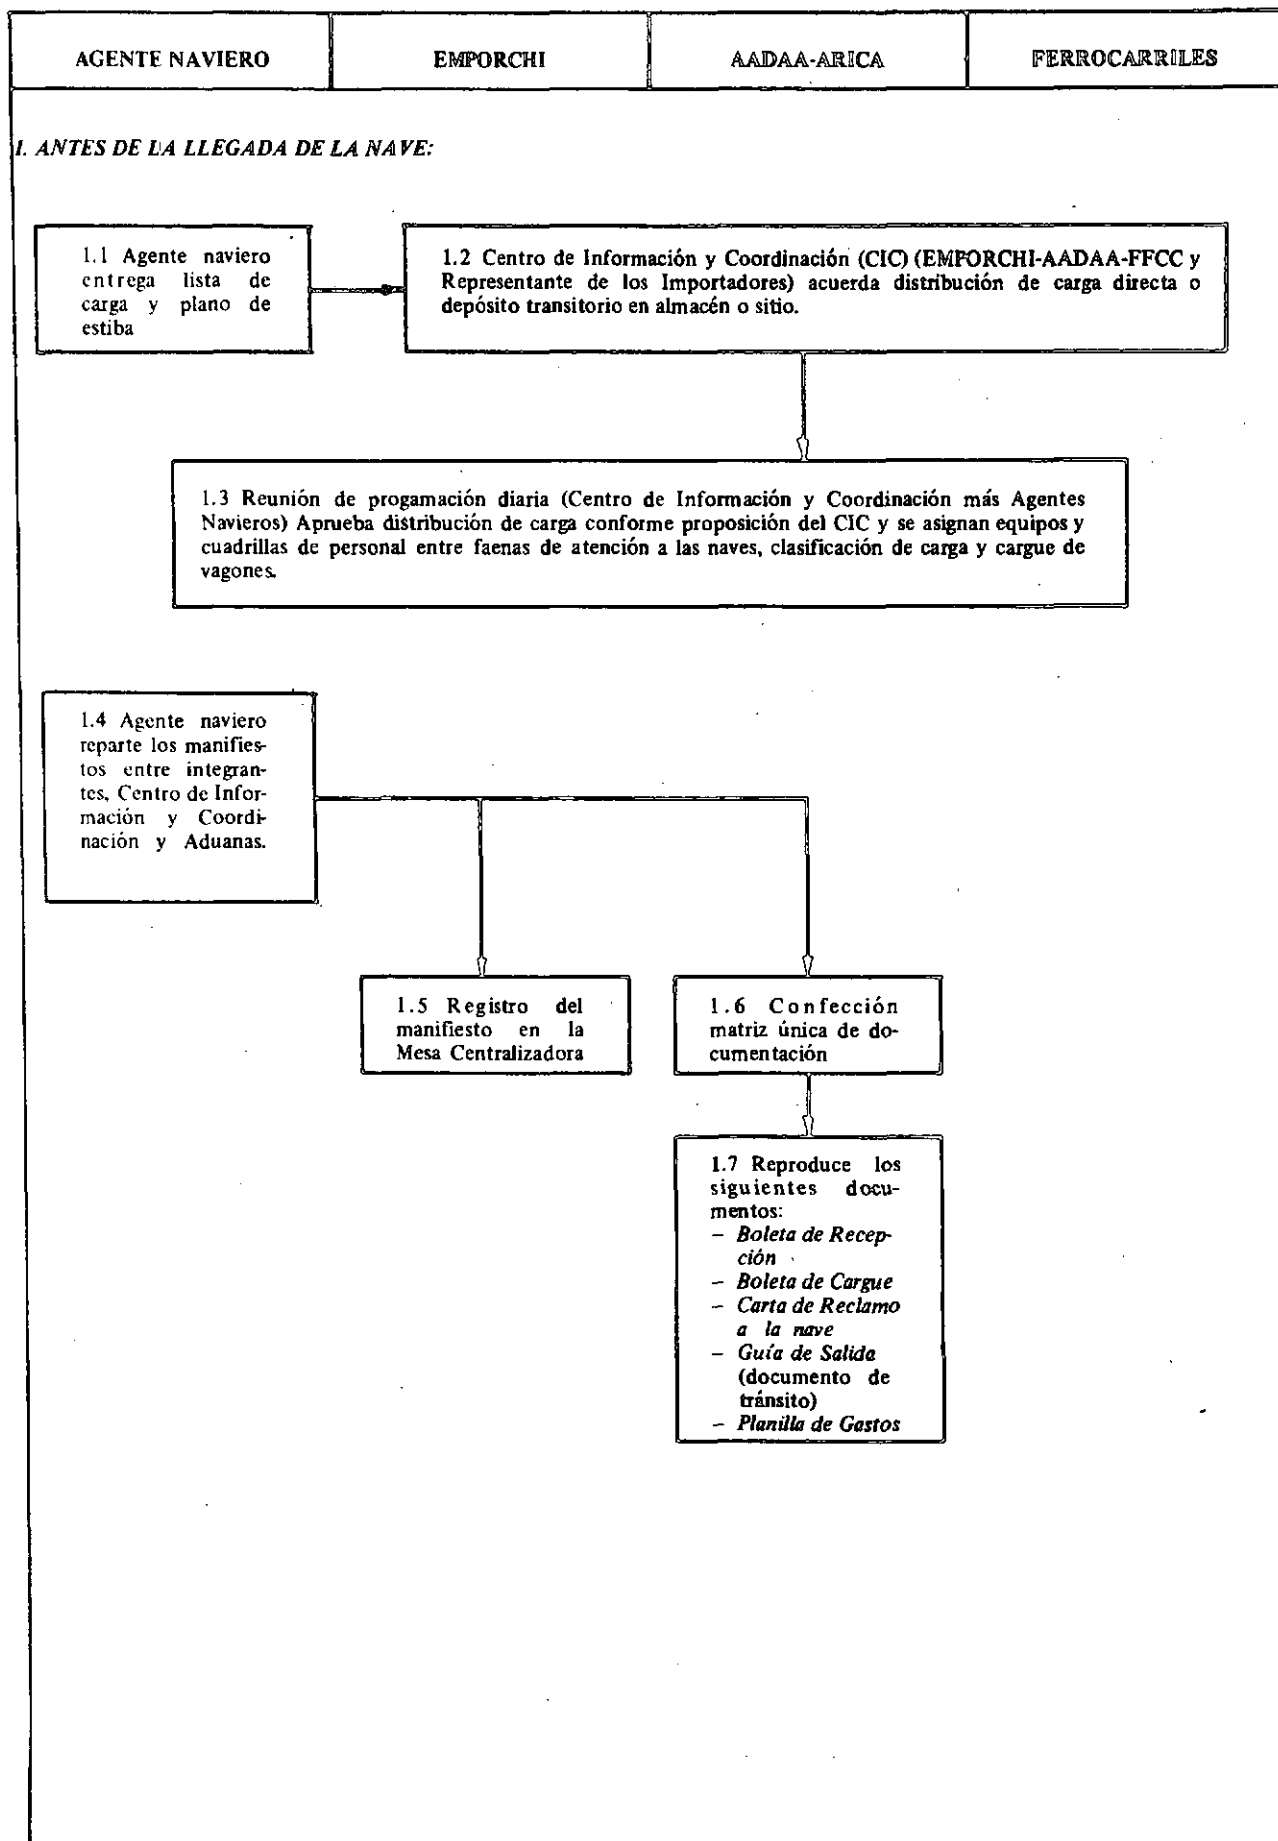 AGENTE NAVIERO
EMPORCHI
AADAA-ARICA
FERROCARRILES
I. ANTES DE LA LLEGADA DE LA NAVE:
1.1 Agente naviero
entrega lista de
carga y plano de
estiba
1.2 Centro de Información y Coordinación (CIC) (EMPORCHI-AADAA-FFCC y
Representante de los Importadores) acuerda distribución de carga directa o
depósito transitorio en almacén o sitio.
1.3 Reunión de progamación diaria (Centro de Información y Coordinación más Agentes
Navieros) Aprueba distribución de carga conforme proposición del CIC y se asignan equipos y
cuadrillas de personal entre faenas de atención a las naves, clasificación de carga y cargue de
vagones.
1.4 Agente naviero
reparte los manifies-
tos entre integran-
tes, Centro de Infor-
mación y Coordi-
nación y Aduanas.
1.5 Registro del
manifiesto en la
Mesa Centralizadora
1.6 Confección
matriz única de do-
cumentación
1.7 Reproduce los
siguientes docu-
mentos:
– Boleta de Recep-
ción
– Boleta de Cargue
– Carta de Reclamo
a la nave
– Guía de Salida
(documento de
tránsito)
– Planilla de Gastos